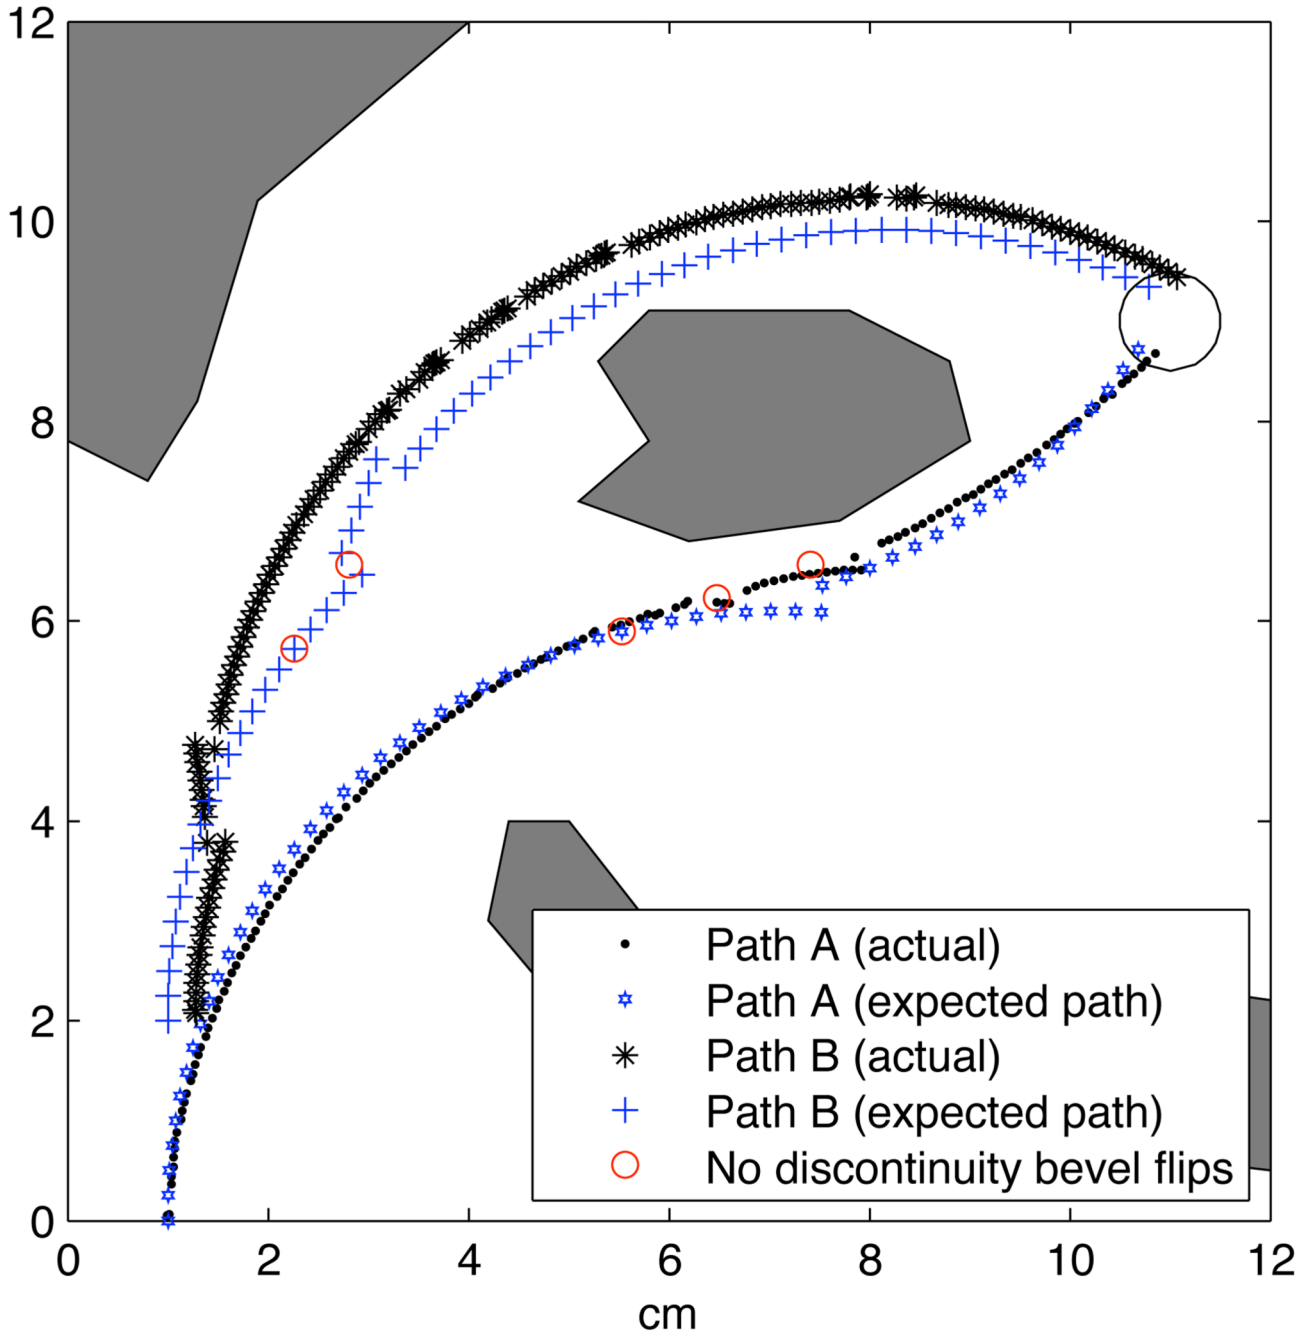 12
10
8
6
4
2
0
Path A (actual)
Path A (expected path)
Path B (actual)
Path B (expected path)
No discontinuity bevel flips
0 2 4 6 8 10 12
cm